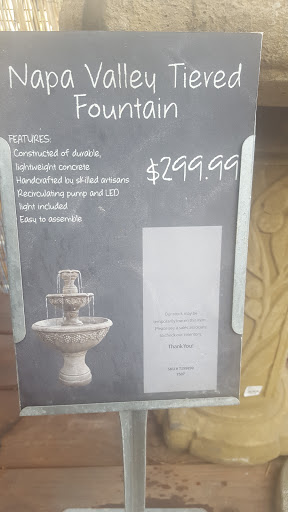 Napa Valley Tiered
Fountain
FEATURES:
Constructed of durable,
lightweight concrete
Handcrafted by skilled artisans
Recirculating pump and LED
light included
Easy to assemble
$299.99
Thank You!